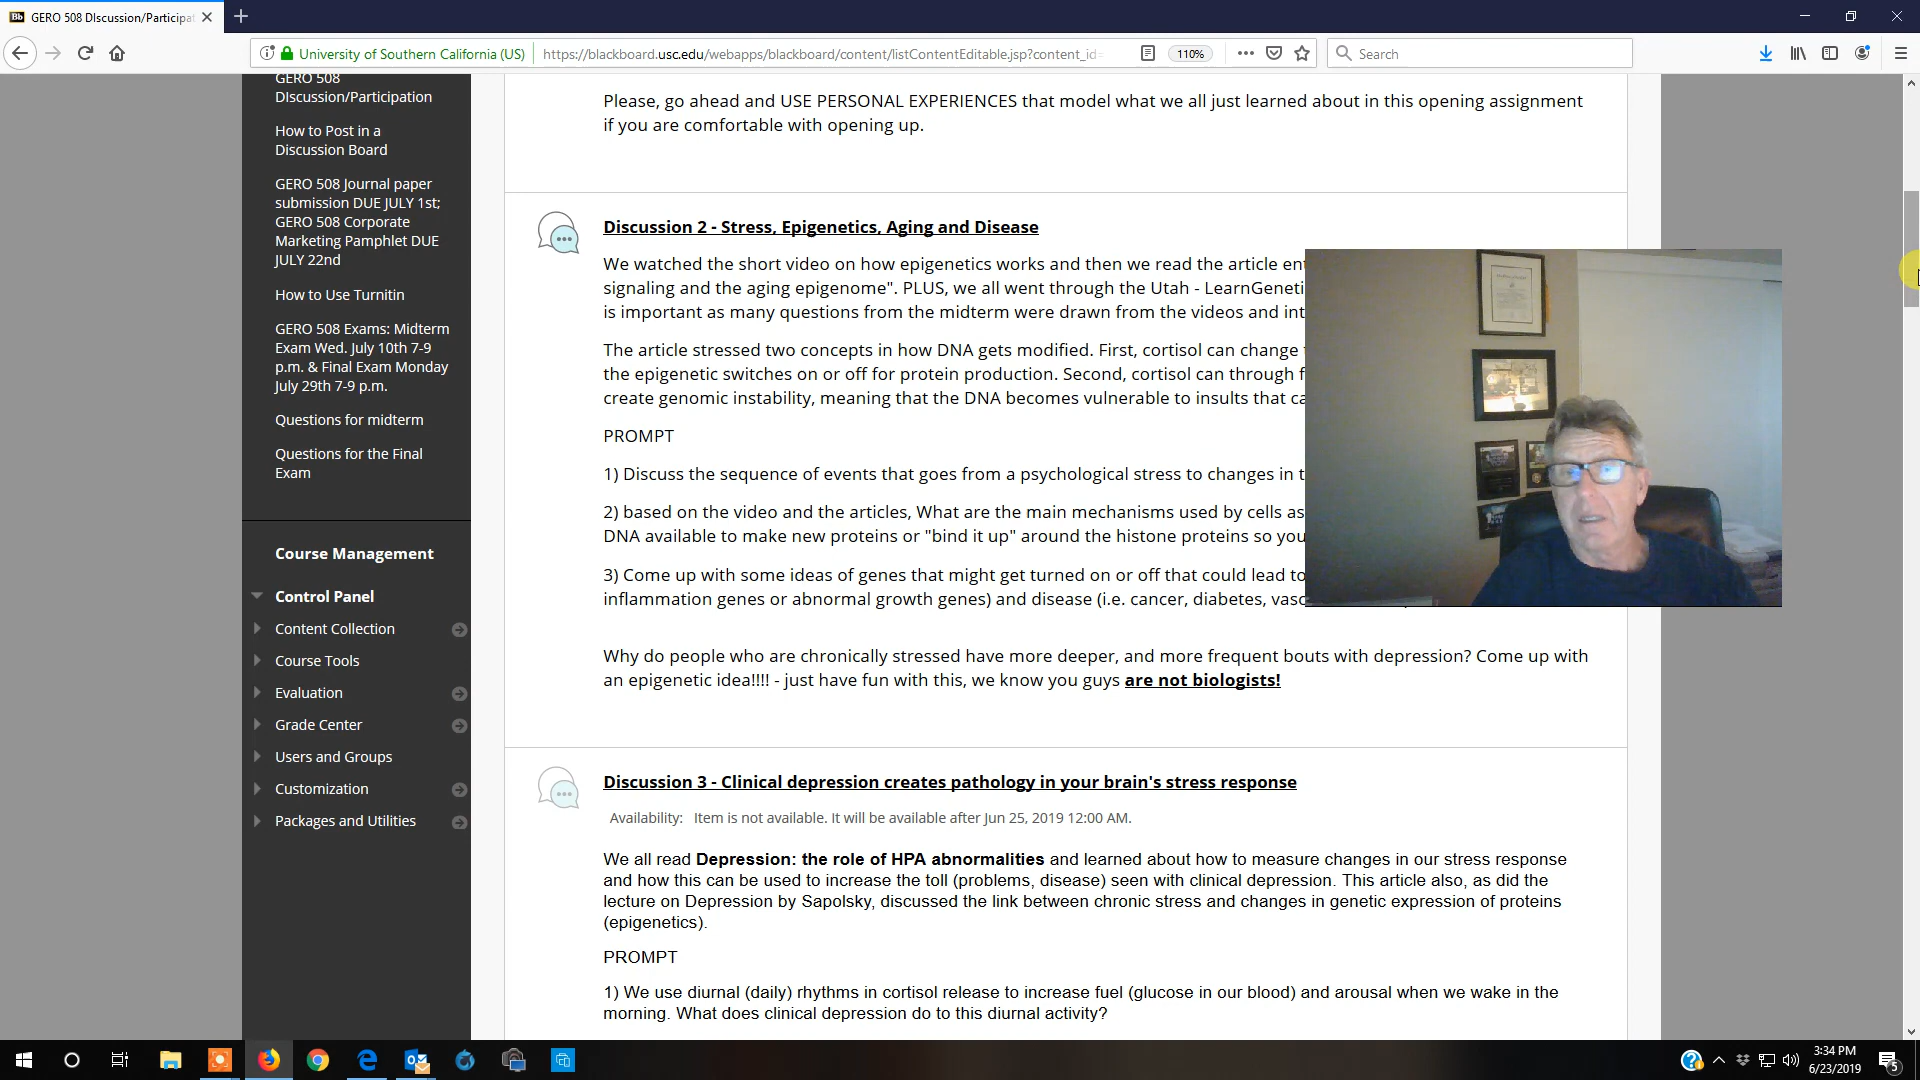 GERO 508 DIscussion/Participat
University of Southern California (US)
https://blackboard.usc.edu/webapps/blackboard/content/listContentEditable.jsp?content_id=
110%
Search
GERO 508
DIscussion/Participation
How to Post in a
Discussion Board
GERO 508 Journal paper
submission DUE JULY 1st;
GERO 508 Corporate
Marketing Pamphlet DUE
JULY 22nd
How to Use Turnitin
GERO 508 Exams: Midterm
Exam Wed. July 10th 7-9
p.m. & Final Exam Monday
July 29th 7-9 p.m.
Questions for midterm
Questions for the Final
Exam
Course Management
Control Panel
Content Collection
Course Tools
Evaluation
Grade Center
Users and Groups
Customization
Packages and Utilities
Please, go ahead and USE PERSONAL EXPERIENCES that model what we all just learned about in this opening assignment
if you are comfortable with opening up.
Discussion 2 - Stress, Epigenetics, Aging and Disease
We watched the short video on how epigenetics works and then we read the article ent
signaling and the aging epigenome". PLUS, we all went through the Utah - LearnGeneti
is important as many questions from the midterm were drawn from the videos and int
The article stressed two concepts in how DNA gets modified. First, cortisol can change
the epigenetic switches on or off for protein production. Second, cortisol can through f
create genomic instability, meaning that the DNA becomes vulnerable to insults that ca
PROMPT
1) Discuss the sequence of events that goes from a psychological stress to changes in t
2) based on the video and the articles, What are the main mechanisms used by cells as
DNA available to make new proteins or "bind it up" around the histone proteins so you
3) Come up with some ideas of genes that might get turned on or off that could lead to
inflammation genes or abnormal growth genes) and disease (i.e. cancer, diabetes, vasc
Why do people who are chronically stressed have more deeper, and more frequent bouts with depression? Come up with
an epigenetic idea!!!! - just have fun with this, we know you guys are not biologists!
Discussion 3 - Clinical depression creates pathology in your brain's stress response
Availability: Item is not available. It will be available after Jun 25, 2019 12:00 AM.
We all read Depression: the role of HPA abnormalities and learned about how to measure changes in our stress response
and how this can be used to increase the toll (problems, disease) seen with clinical depression. This article also, as did the
lecture on Depression by Sapolsky, discussed the link between chronic stress and changes in genetic expression of proteins
(epigenetics).
PROMPT
1) We use diurnal (daily) rhythms in cortisol release to increase fuel (glucose in our blood) and arousal when we wake in the
morning. What does clinical depression do to this diurnal activity?
3:34 PM
6/23/2019
5